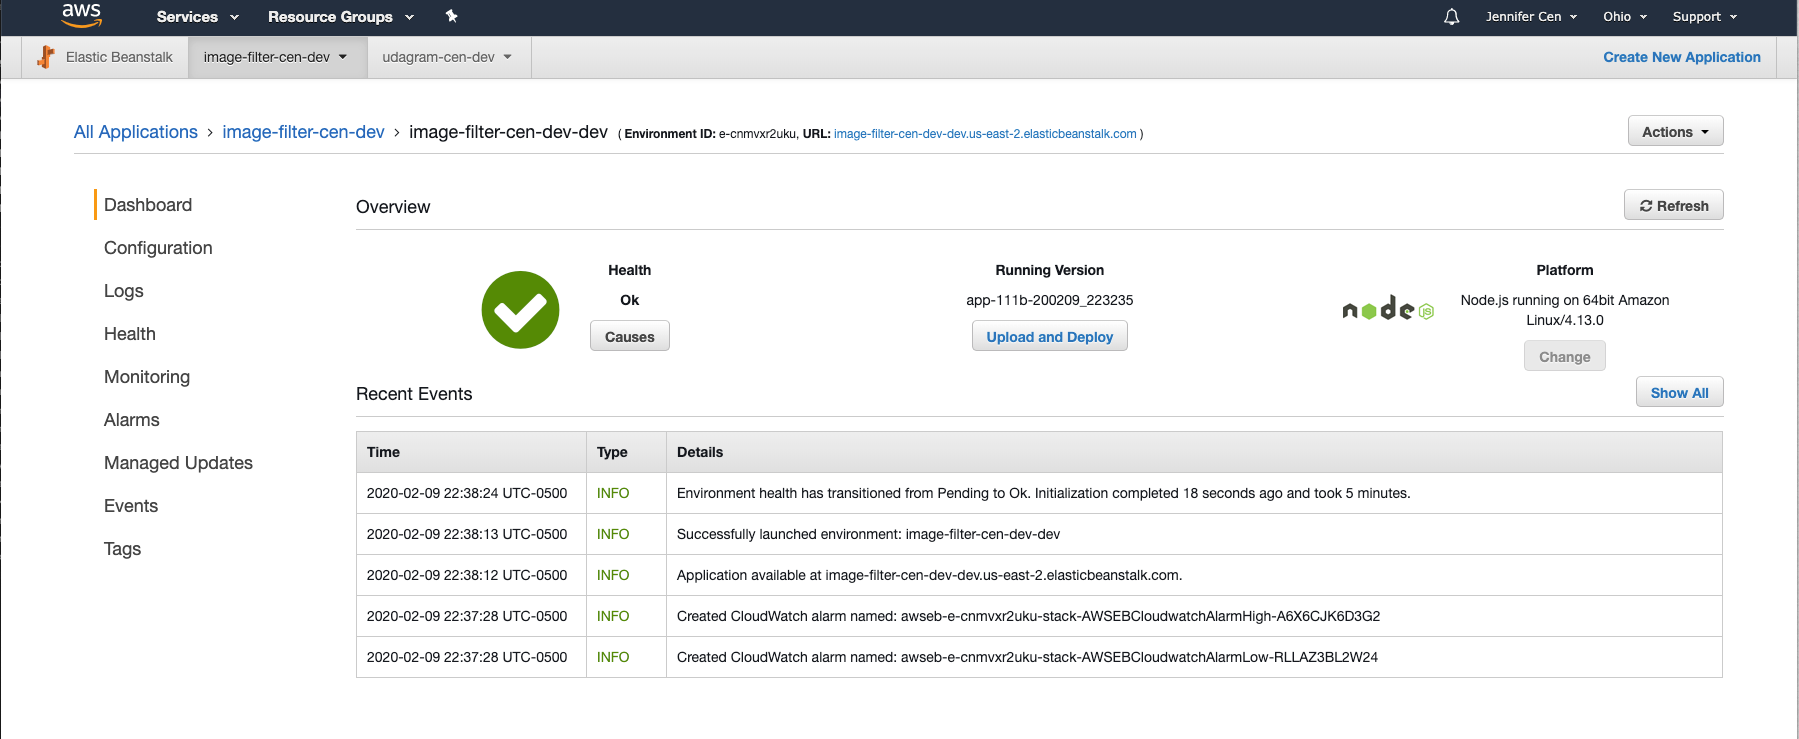 aws Services Resource Groups Jennifer Cen Ohio Support
Elastic Beanstalk image-filter-cen-dev udagram-cen-dev Create New Application
All Applications › image-filter-cen-dev › image-filter-cen-dev-dev ( Environment ID: e-cnmvxr2uku, URL: image-filter-cen-dev-dev.us-east-2.elasticbeanstalk.com ) Actions
Dashboard
Configuration
Logs
Health
Monitoring
Alarms
Managed Updates
Events
Tags
Overview Refresh
Health
Ok
Causes
Running Version
app-111b-200209_223235
Upload and Deploy
node JS
Platform
Node.js running on 64bit Amazon
Linux/4.13.0
Change
Recent Events Show All
Time Type Details
2020-02-09 22:38:24 UTC-0500 INFO Environment health has transitioned from Pending to Ok. Initialization completed 18 seconds ago and took 5 minutes.
2020-02-09 22:38:13 UTC-0500 INFO Successfully launched environment: image-filter-cen-dev-dev
2020-02-09 22:38:12 UTC-0500 INFO Application available at image-filter-cen-dev-dev.us-east-2.elasticbeanstalk.com.
2020-02-09 22:37:28 UTC-0500 INFO Created CloudWatch alarm named: awseb-e-cnmvxr2uku-stack-AWSEBCloudwatchAlarmHigh-A6X6CJK6D3G2
2020-02-09 22:37:28 UTC-0500 INFO Created CloudWatch alarm named: awseb-e-cnmvxr2uku-stack-AWSEBCloudwatchAlarmLow-RLLAZ3BL2W24